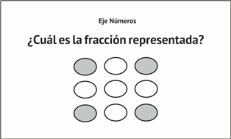 Eje Números
¿Cuál es la fracción representada?